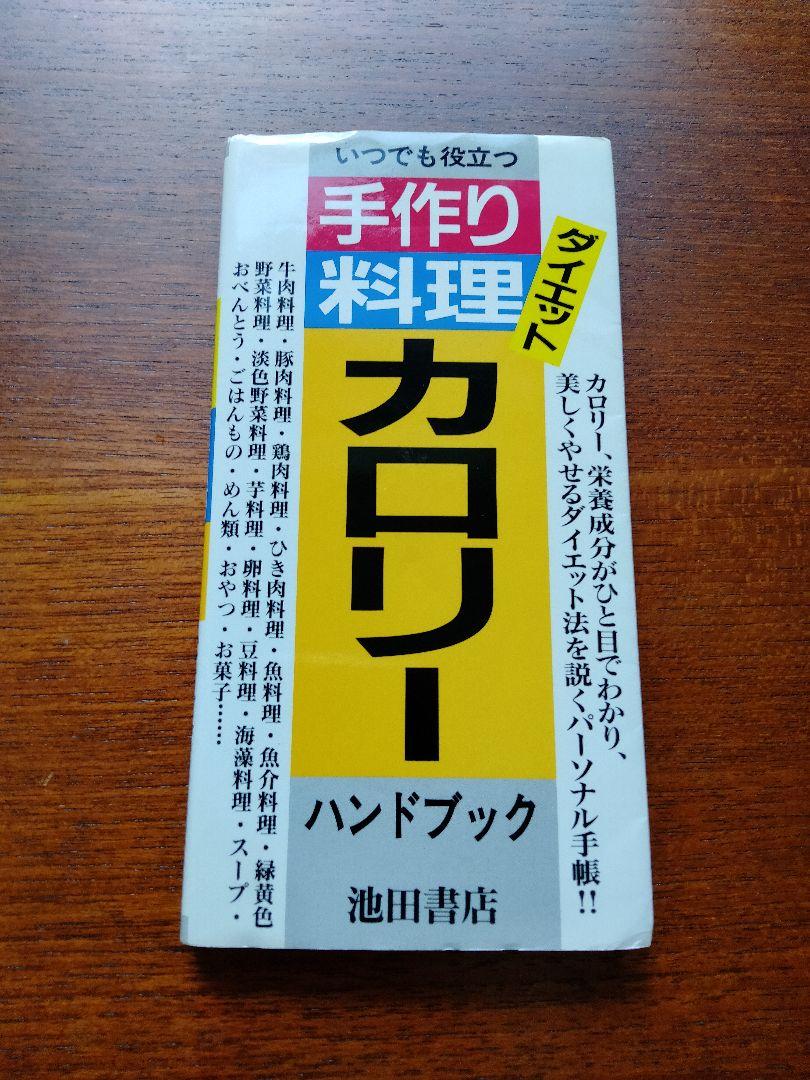 いつでも役立つ
手作り
料理
ダイエット
カロリー
ハンドブック
池田書店
カロリー、栄養成分がひと目でわかり、
美しくやせるダイエット法を説くパーソナル手帳!!
牛肉料理・豚肉料理・鶏肉料理・ひき肉料理・魚料理・魚介料理・緑黄色
野菜料理・淡色野菜料理・芋料理・卵料理・豆料理・海藻料理・スープ・
おべんとう・ごはんもの・めん類・おやつ・お菓子……